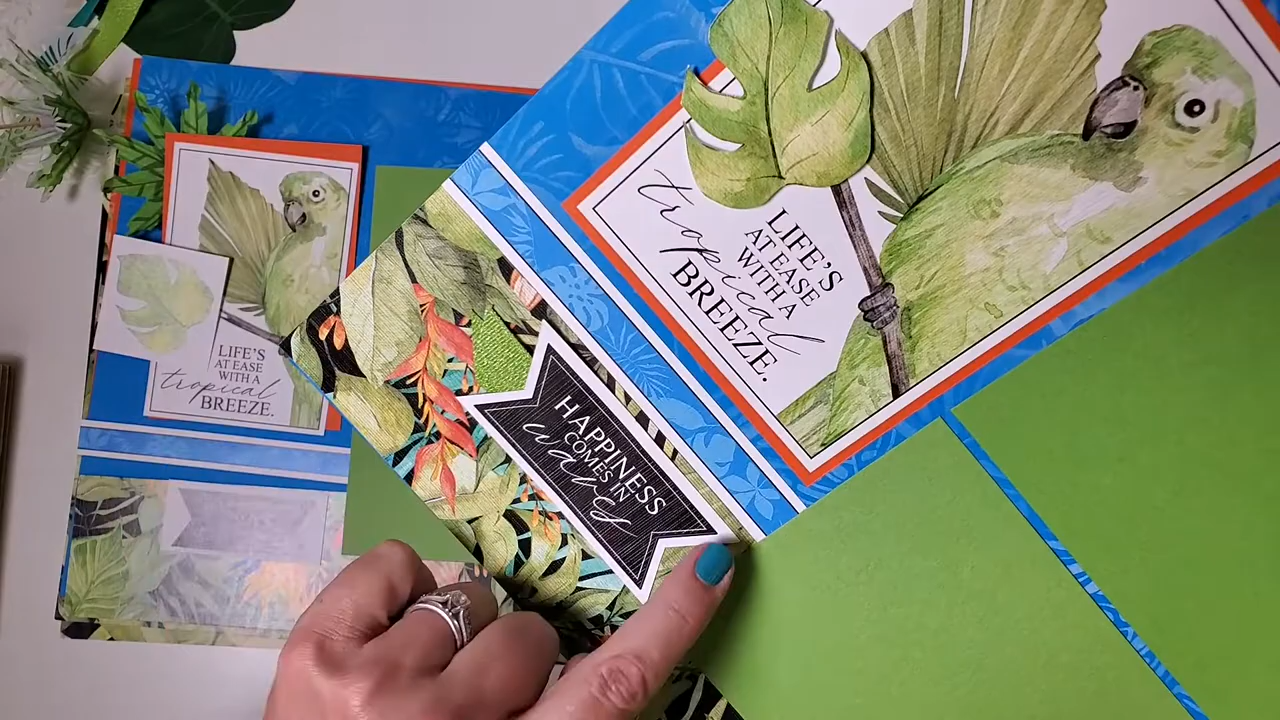 LIFE'S
AT EASE
WITH A
tropical
BREEZE.
LIFE'S
AT EASE
WITH A
tropical
BREEZE.
HAPPINESS
COMES IN
waves